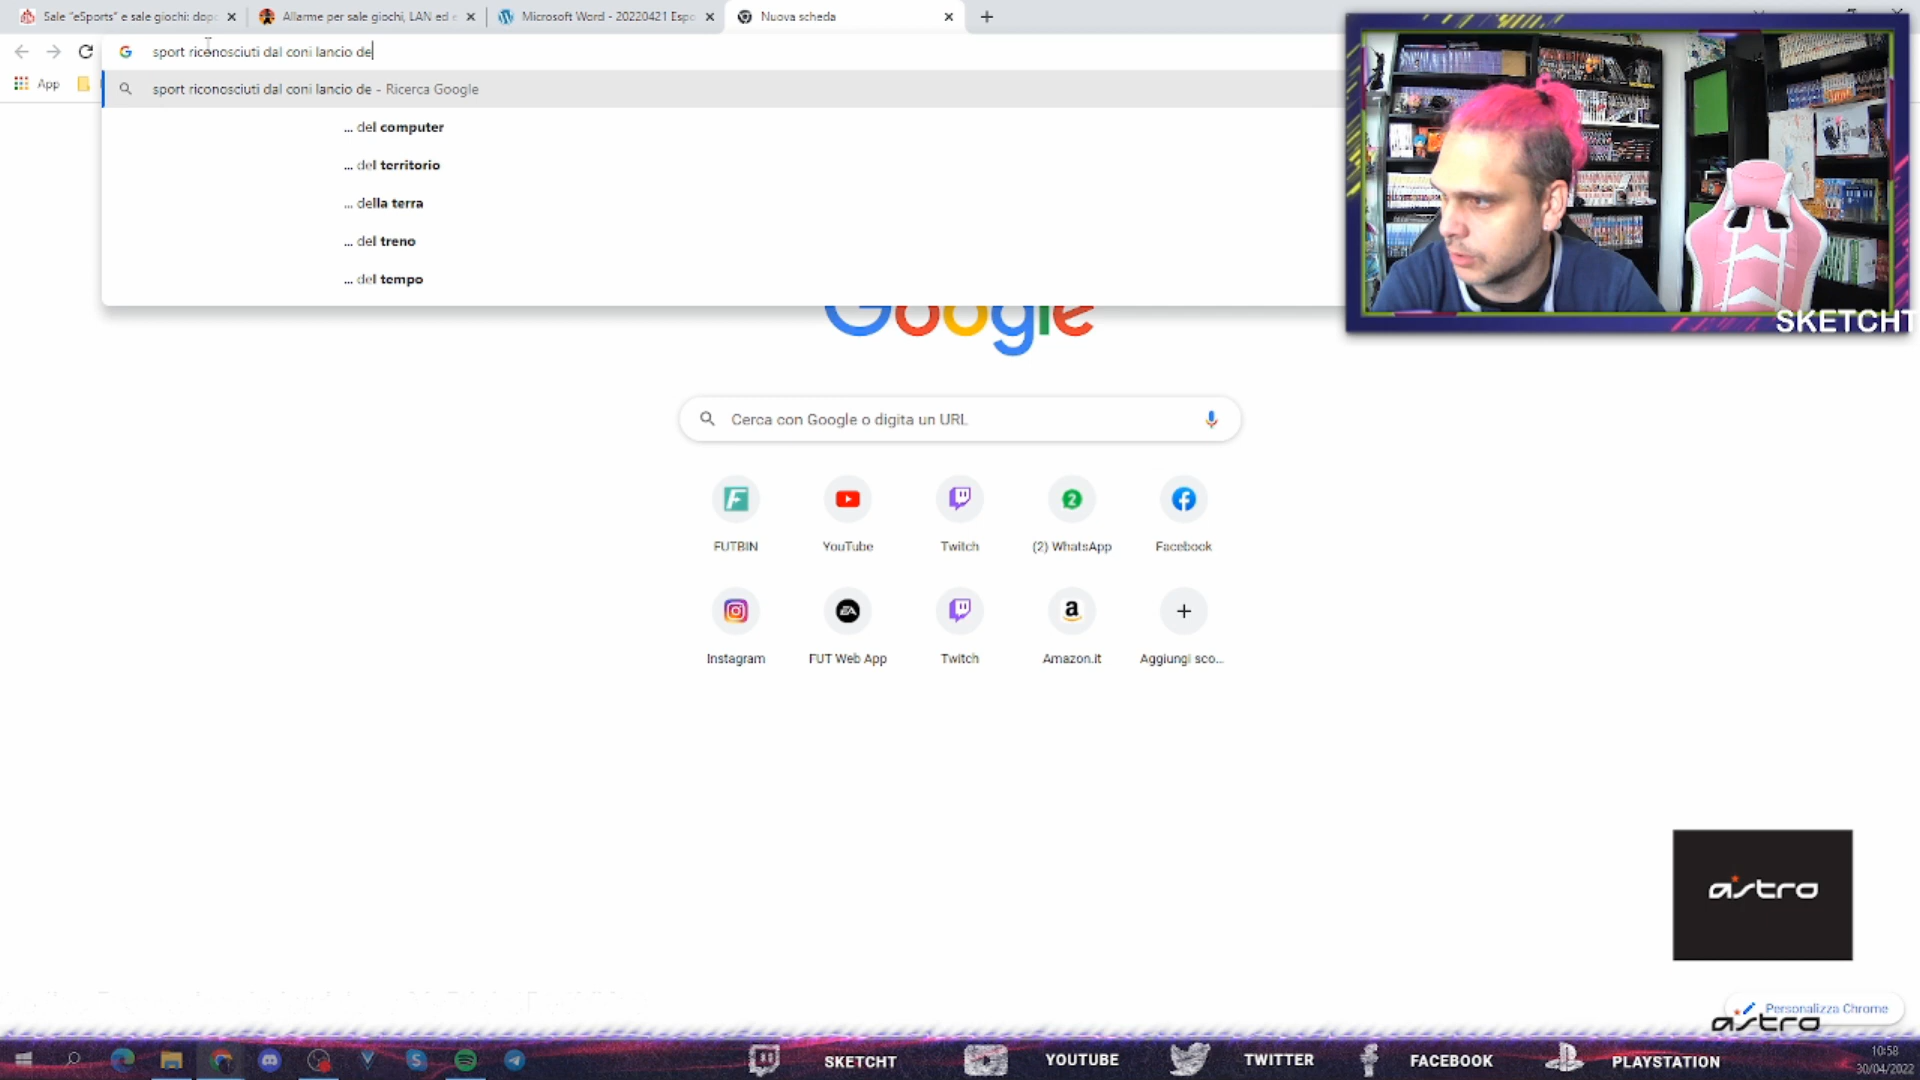 Sale "eSports" e sale giochi: dopo
Allarme per sale giochi, LAN ed e
Microsoft Word - 20220421 Espo
Nuova scheda
sport riconosciuti dal coni lancio de
App
sport riconosciuti dal coni lancio de - Ricerca Google
... del computer
... del territorio
... della terra
... del treno
... del tempo
SKETCHT
Google
Cerca con Google o digita un URL
FUTBIN
YouTube
Twitch
(2) WhatsApp
Facebook
Instagram
FUT Web App
Twitch
Amazon.it
Aggiungi sco...
astro
Personalizza Chrome
astro
SKETCHT
YOUTUBE
TWITTER
FACEBOOK
PLAYSTATION
10:58
30/04/2022